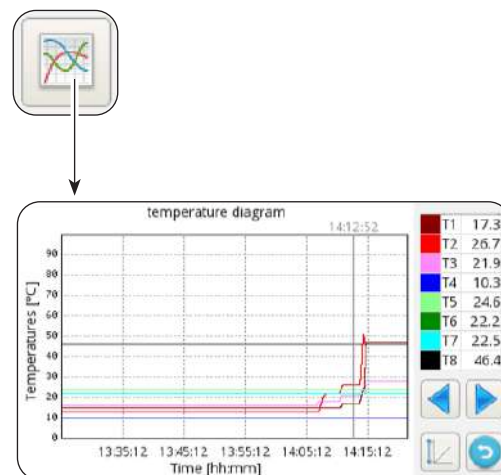 temperature diagram
14:12:52
Temperatures [°C]
90
80
70
60
50
40
30
20
10
0
13:35:12 13:45:12 13:55:12 14:05:12 14:15:12
Time [hh:mm]
T1 17.3
T2 26.7
T3 21.9
T4 10.3
T5 24.6
T6 22.2
T7 22.5
T8 46.4